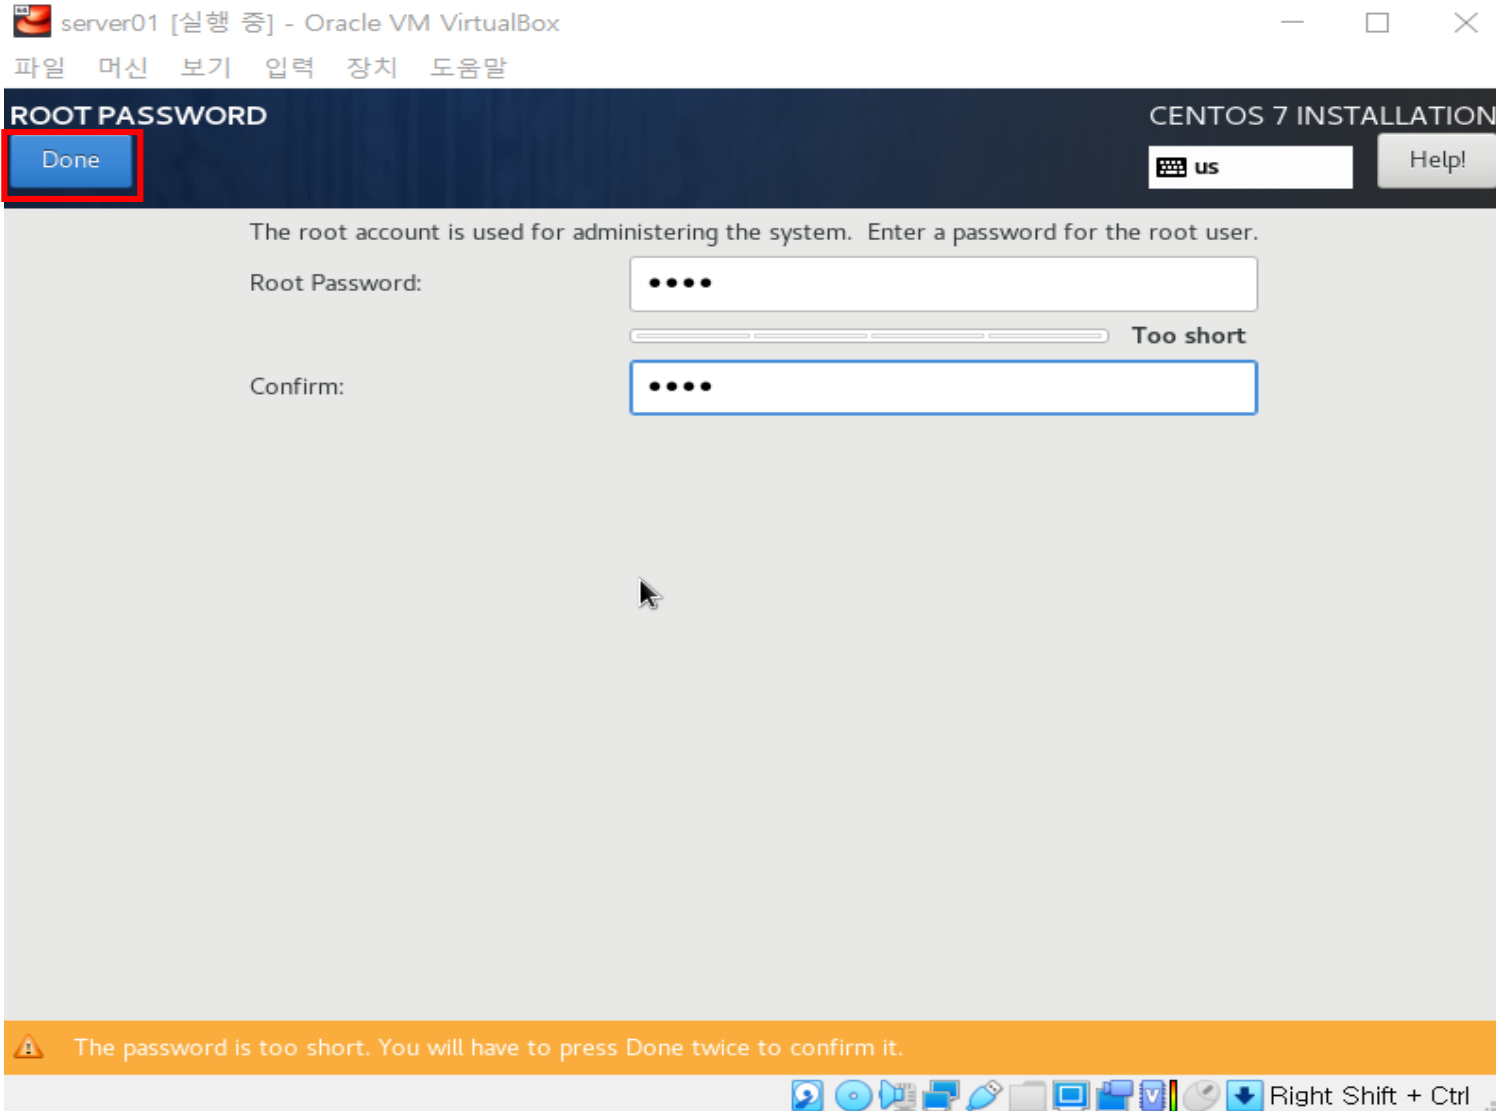 server01 [실행 중] - Oracle VM VirtualBox
파일 머신 보기 입력 장치 도움말
ROOT PASSWORD
CENTOS 7 INSTALLATION
Done
us
Help!
The root account is used for administering the system. Enter a password for the root user.
Root Password:
••••
Too short
Confirm:
••••
The password is too short. You will have to press Done twice to confirm it.
Right Shift + Ctrl